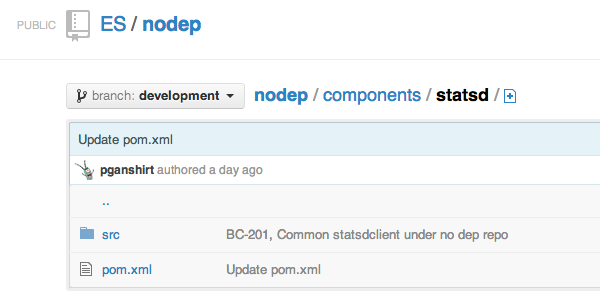 PUBLIC ES / nodep
branch: development nodep / components / statsd /
Update pom.xml
pganshirt authored a day ago
..
src BC-201, Common statsdclient under no dep repo
pom.xml Update pom.xml